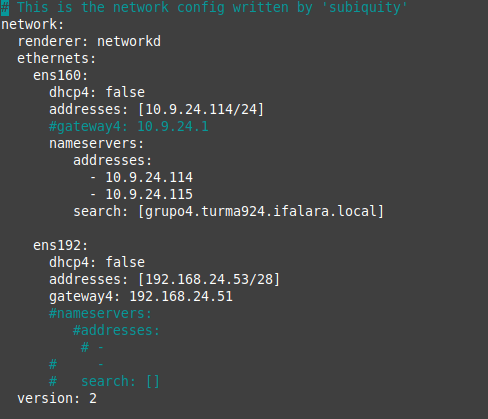 # This is the network config written by 'subiquity'
network:
  renderer: networkd
  ethernets:
    ens160:
      dhcp4: false
      addresses: [10.9.24.114/24]
      #gateway4: 10.9.24.1
      nameservers:
         addresses:
           - 10.9.24.114
           - 10.9.24.115
         search: [grupo4.turma924.ifalara.local]

    ens192:
      dhcp4: false
      addresses: [192.168.24.53/28]
      gateway4: 192.168.24.51
      #nameservers:
         #addresses:
          # -
      #     -
      #   search: []
  version: 2